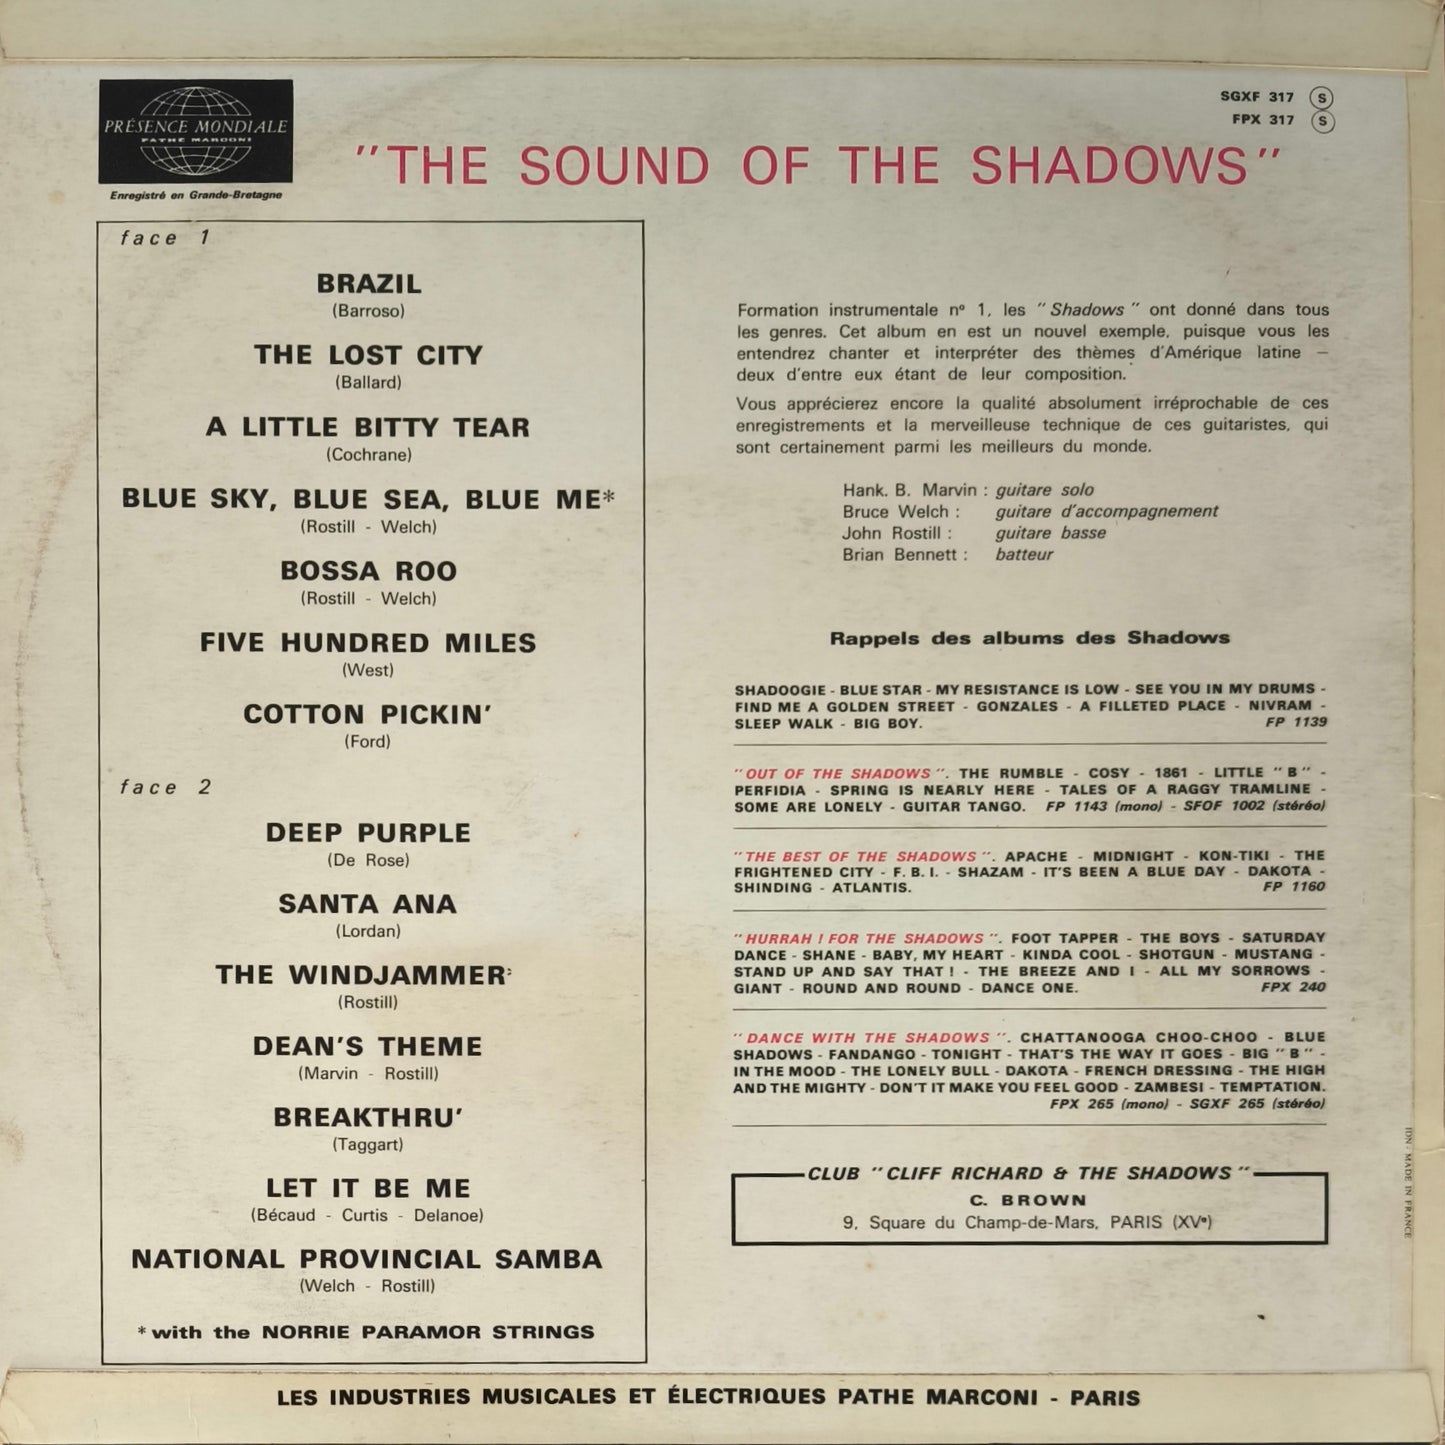 PRÉSENCE MONDIALE
PATHE MARCONI
Enregistré en Grande-Bretagne
SGXF 317 S
FPX 317 S
"THE SOUND OF THE SHADOWS"
face 1
BRAZIL
(Barroso)
THE LOST CITY
(Ballard)
A LITTLE BITTY TEAR
(Cochrane)
BLUE SKY, BLUE SEA, BLUE ME*
(Rostill - Welch)
BOSSA ROO
(Rostill - Welch)
FIVE HUNDRED MILES
(West)
COTTON PICKIN'
(Ford)
face 2
DEEP PURPLE
(De Rose)
SANTA ANA
(Lordan)
THE WINDJAMMER*
(Rostill)
DEAN'S THEME
(Marvin - Rostill)
BREAKTHRU'
(Taggart)
LET IT BE ME
(Bécaud - Curtis - Delanoe)
NATIONAL PROVINCIAL SAMBA
(Welch - Rostill)
* with the NORRIE PARAMOR STRINGS
Formation instrumentale nº 1, les "Shadows" ont donné dans tous
les genres. Cet album en est un nouvel exemple, puisque vous les
entendrez chanter et interpréter des thèmes d'Amérique latine —
deux d'entre eux étant de leur composition.
Vous apprécierez encore la qualité absolument irréprochable de ces
enregistrements et la merveilleuse technique de ces guitaristes, qui
sont certainement parmi les meilleurs du monde.
Hank. B. Marvin : guitare solo
Bruce Welch : guitare d'accompagnement
John Rostill : guitare basse
Brian Bennett : batteur
Rappels des albums des Shadows
SHADOOGIE - BLUE STAR - MY RESISTANCE IS LOW - SEE YOU IN MY DRUMS -
FIND ME A GOLDEN STREET - GONZALES - A FILLETED PLACE - NIVRAM -
SLEEP WALK - BIG BOY. FP 1139
"OUT OF THE SHADOWS". THE RUMBLE - COSY - 1861 - LITTLE "B" -
PERFIDIA - SPRING IS NEARLY HERE - TALES OF A RAGGY TRAMLINE -
SOME ARE LONELY - GUITAR TANGO. FP 1143 (mono) - SFOF 1002 (stéréo)
"THE BEST OF THE SHADOWS". APACHE - MIDNIGHT - KON-TIKI - THE
FRIGHTENED CITY - F. B. I. - SHAZAM - IT'S BEEN A BLUE DAY - DAKOTA -
SHINDING - ATLANTIS. FP 1160
"HURRAH ! FOR THE SHADOWS". FOOT TAPPER - THE BOYS - SATURDAY
DANCE - SHANE - BABY, MY HEART - KINDA COOL - SHOTGUN - MUSTANG -
STAND UP AND SAY THAT ! - THE BREEZE AND I - ALL MY SORROWS -
GIANT - ROUND AND ROUND - DANCE ONE. FPX 240
"DANCE WITH THE SHADOWS". CHATTANOOGA CHOO-CHOO - BLUE
SHADOWS - FANDANGO - TONIGHT - THAT'S THE WAY IT GOES - BIG "B" -
IN THE MOOD - THE LONELY BULL - DAKOTA - FRENCH DRESSING - THE HIGH
AND THE MIGHTY - DON'T IT MAKE YOU FEEL GOOD - ZAMBESI - TEMPTATION.
FPX 265 (mono) - SGXF 265 (stéréo)
CLUB "CLIFF RICHARD & THE SHADOWS"
C. BROWN
9, Square du Champ-de-Mars, PARIS (XVe)
IDN : MADE IN FRANCE
LES INDUSTRIES MUSICALES ET ÉLECTRIQUES PATHE MARCONI - PARIS